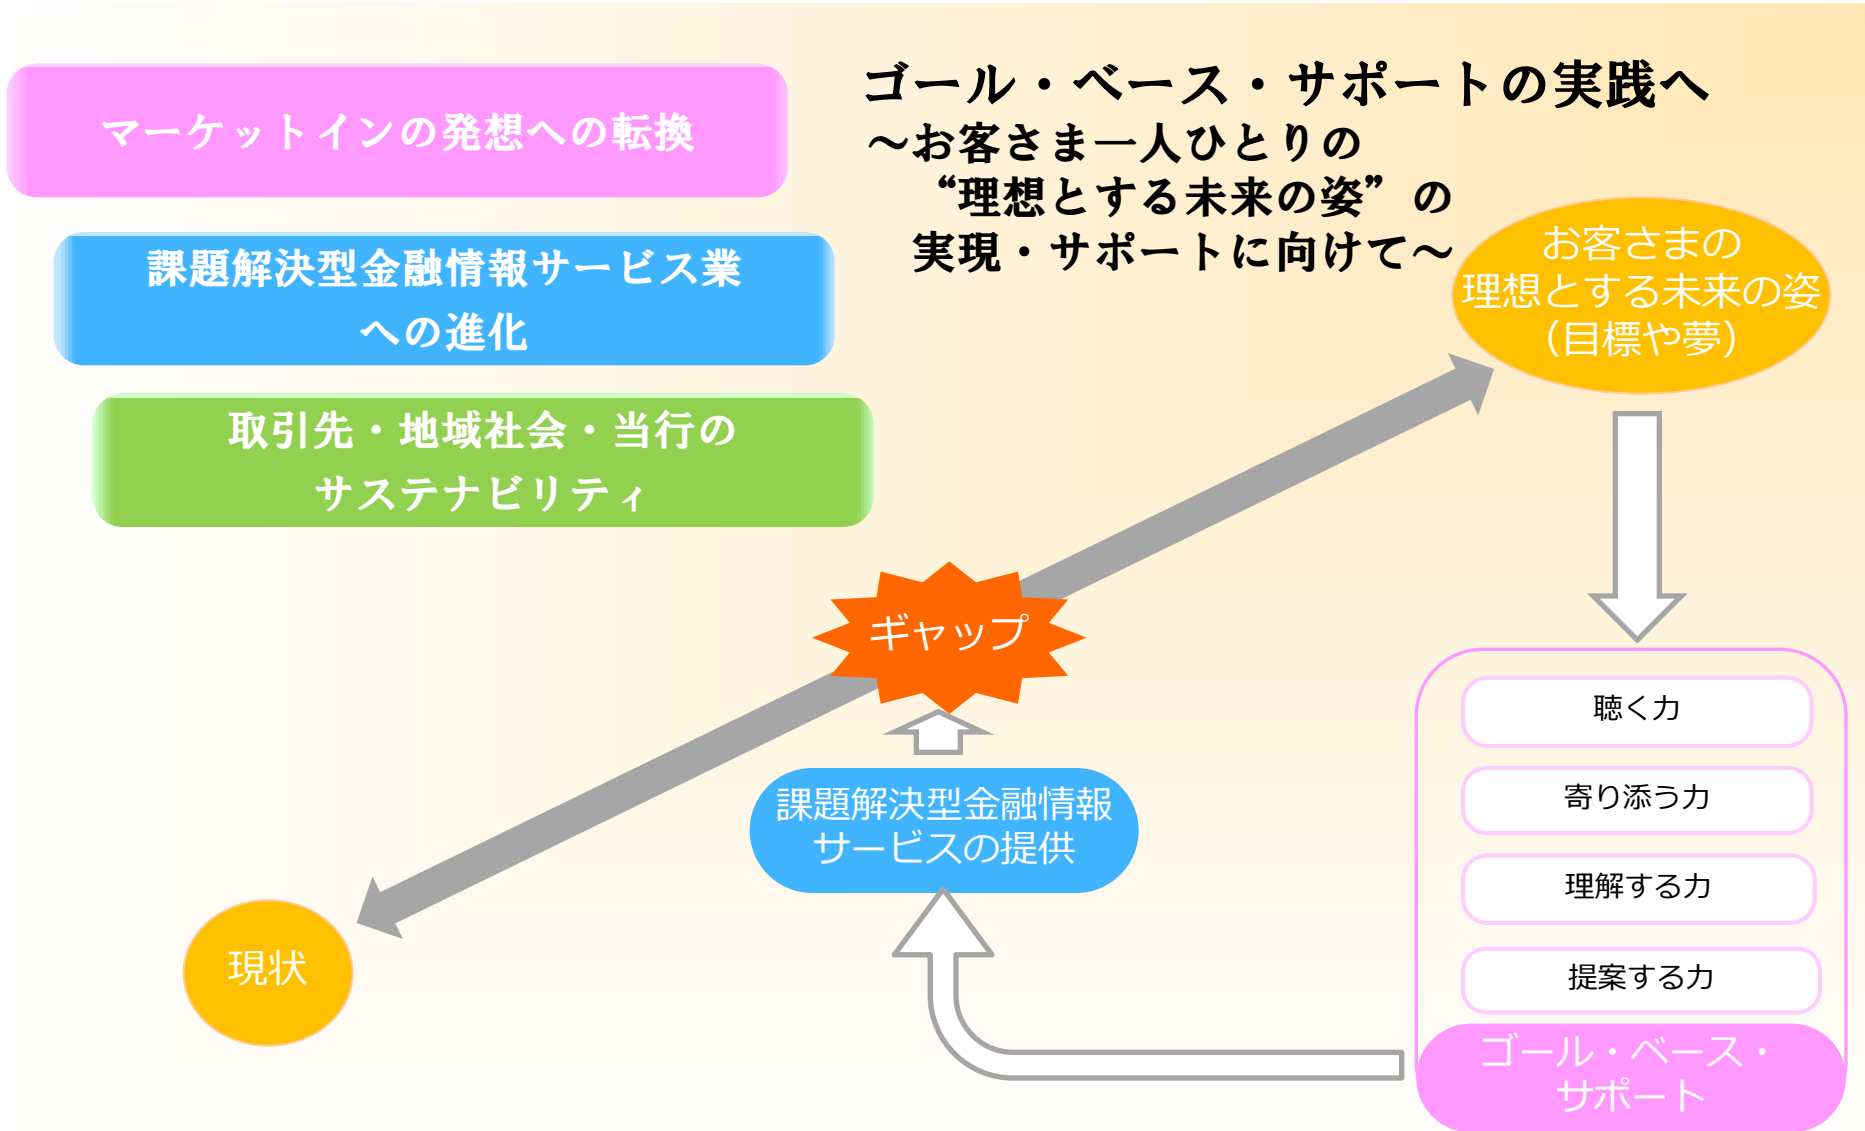 マーケットインの発想への転換
課題解決型金融情報サービス業
への進化
取引先・地域社会・当行の
サステナビリティ
ゴール・ベース・サポートの実践へ
～お客さま一人ひとりの
“理想とする未来の姿”の
実現・サポートに向けて～
お客さまの
理想とする未来の姿
（目標や夢）
ギャップ
課題解決型金融情報
サービスの提供
現状
聴く力
寄り添う力
理解する力
提案する力
ゴール・ベース・
サポート